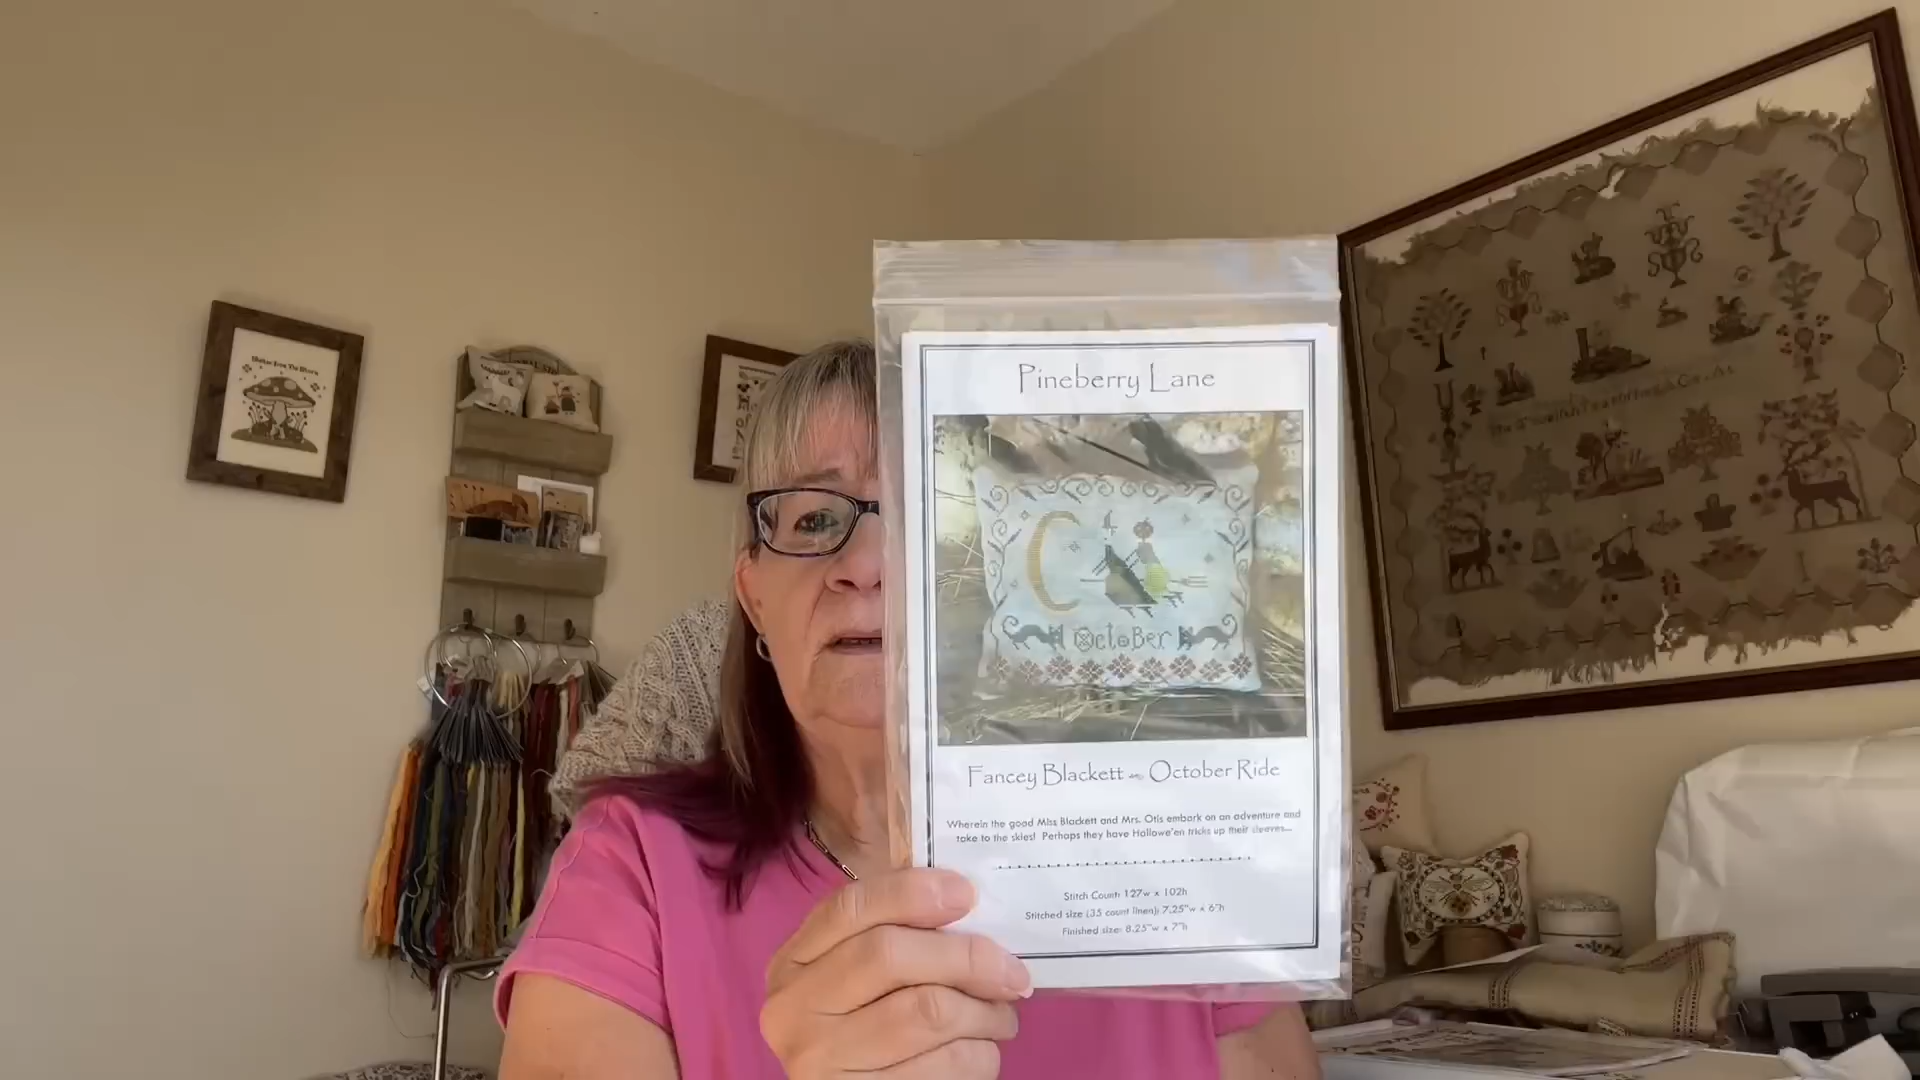 Pineberry Lane
October
Fancey Blackett October Ride
Wherein the good Miss Blackett and Mrs. Otis embark on an adventure and
take to the skies! Perhaps they have Hallowe'en tricks up their sleeves...
Stitch Count: 127w x 102h
Stitched size (35 count linen): 7.25"w x 6"h
Finished size: 8.25"w x 7"h